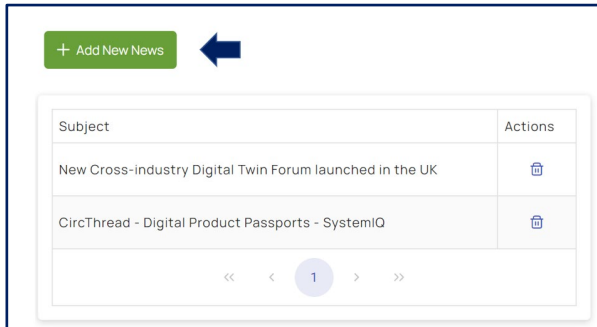 + Add New News
Subject Actions
New Cross-industry Digital Twin Forum launched in the UK
CircThread - Digital Product Passports - SystemIQ
<< < 1 > >>